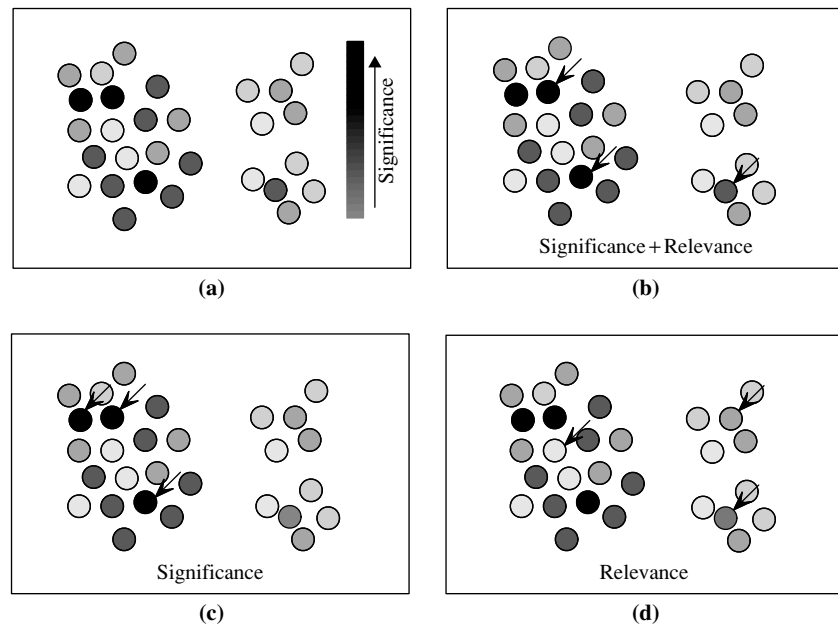 Significance
(a)
Significance + Relevance
(b)
Significance
(c)
Relevance
(d)